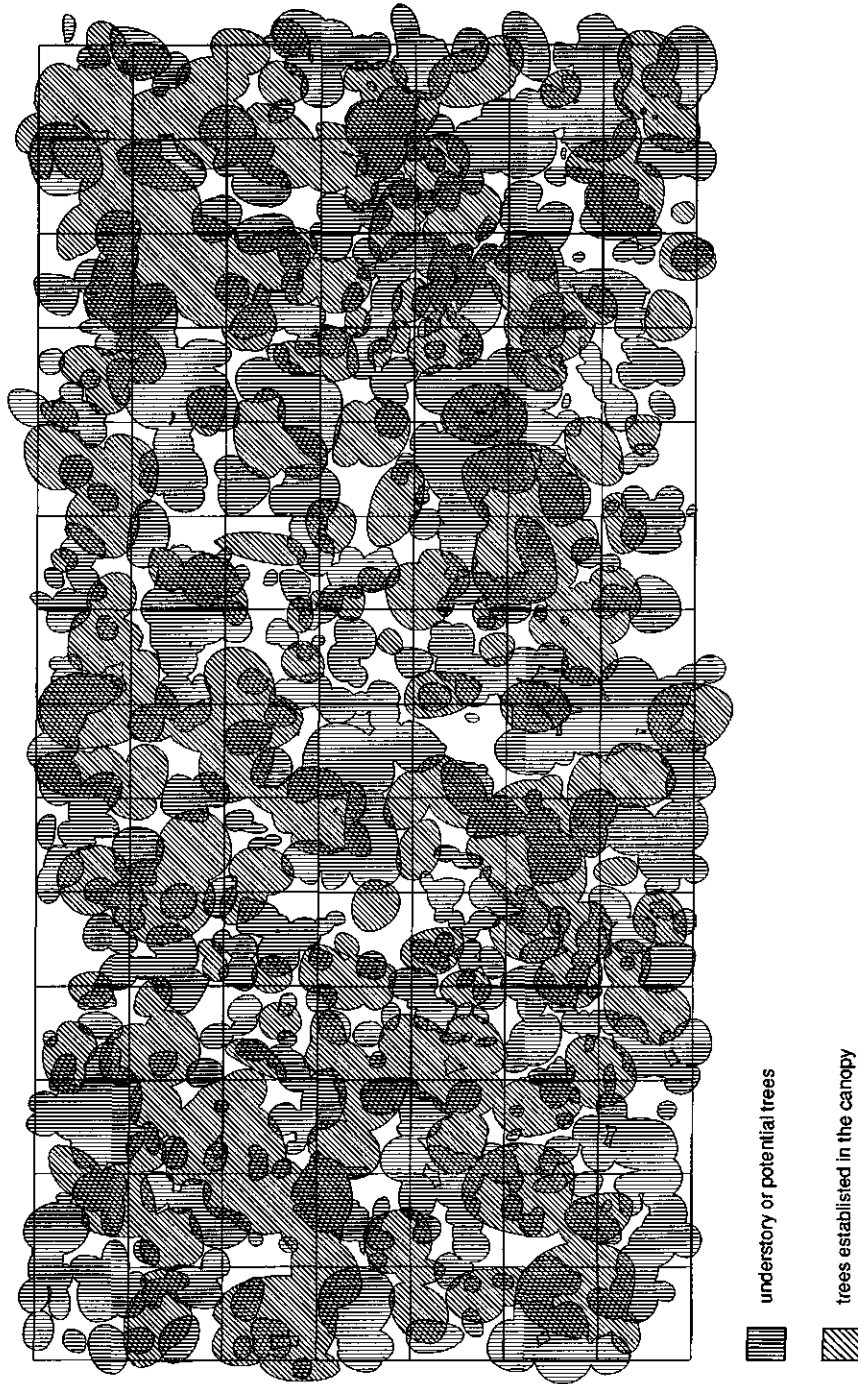 understory or potential trees
trees establisted in the canopy